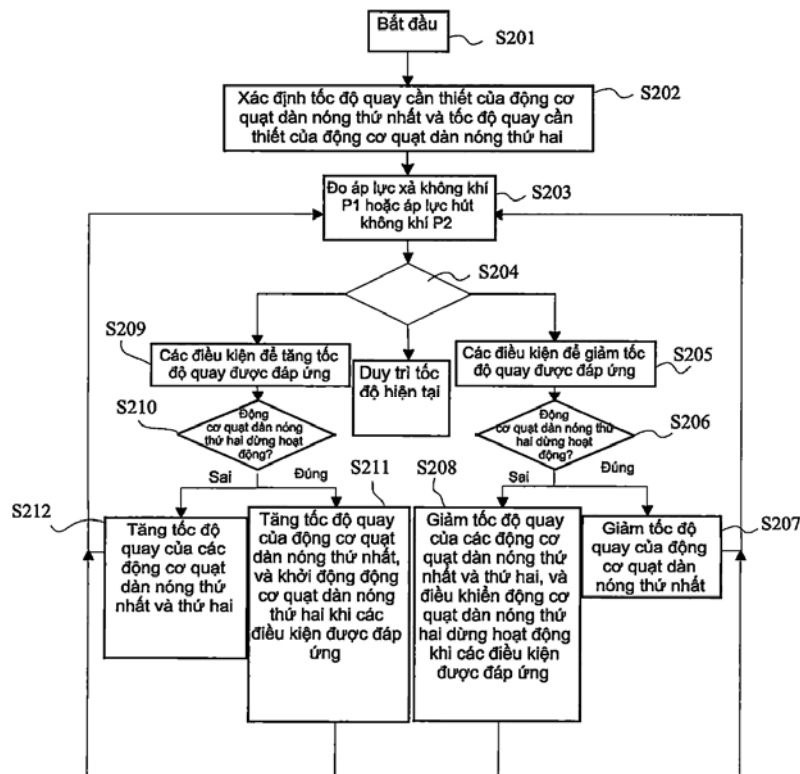 Bắt đầu
S201
Xác định tốc độ quay cần thiết của động cơ
quạt dàn nóng thứ nhất và tốc độ quay cần
thiết của động cơ quạt dàn nóng thứ hai
S202
Đo áp lực xả không khí
P1 hoặc áp lực hút
không khí P2
S203
S204
S209
Các điều kiện để tăng tốc
độ quay được đáp ứng
Duy trì tốc
độ hiện tại
Các điều kiện để giảm tốc
độ quay được đáp ứng
S205
S210
Động
cơ quạt dàn nóng
thứ hai dừng hoạt
động?
Động
cơ quạt dàn nóng thứ
hai dừng hoạt
động?
S206
Sai
Đúng
S211
S208
Sai
Đúng
S212
Tăng tốc độ
quay của các
động cơ quạt
dàn nóng thứ
nhất và thứ hai
Tăng tốc độ quay
của động cơ quạt
dàn nóng thứ nhất,
và khởi động động
cơ quạt dàn nóng
thứ hai khi các
điều kiện được đáp
ứng
Giảm tốc độ quay
của các động cơ
quạt dàn nóng thứ
nhất và thứ hai, và
điều khiển động cơ
quạt dàn nóng thứ
hai dừng hoạt động
khi các điều kiện
được đáp ứng
Giảm tốc độ
quay của động
cơ quạt dàn
nóng thứ nhất
S207